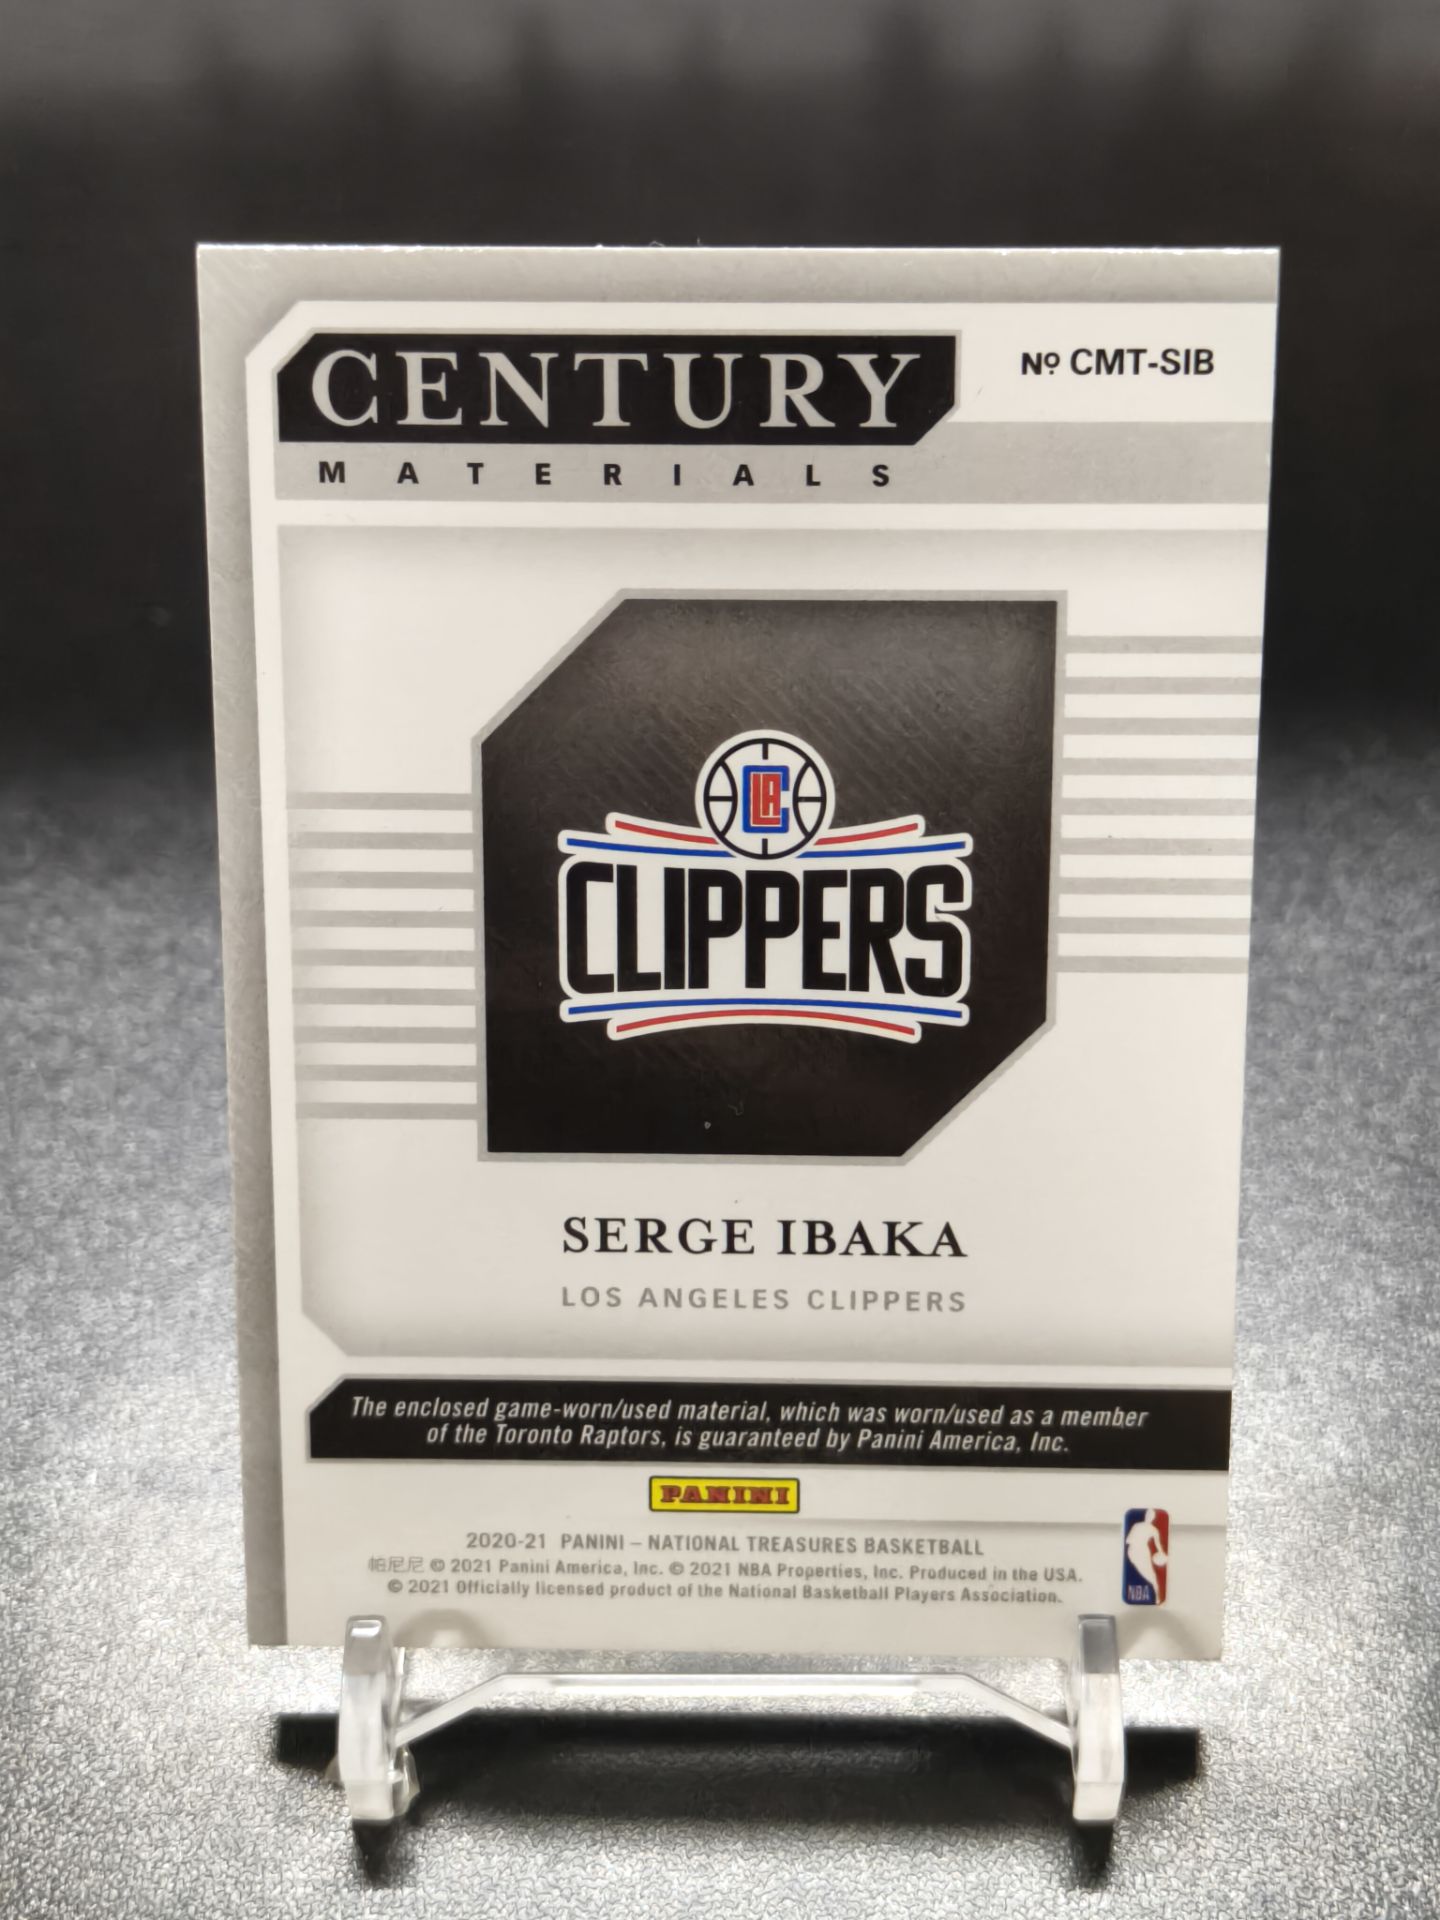 CENTURY
Nº CMT-SIB
MATERIALS
LAC
CLIPPERS
SERGE IBAKA
LOS ANGELES CLIPPERS
The enclosed game-worn/used material, which was worn/used as a member
of the Toronto Raptors, is guaranteed by Panini America, Inc.
PANINI
2020-21 PANINI – NATIONAL TREASURES BASKETBALL
帕尼尼 © 2021 Panini America, Inc. © 2021 NBA Properties, Inc. Produced in the USA.
© 2021 Officially licensed product of the National Basketball Players Association.
NBA